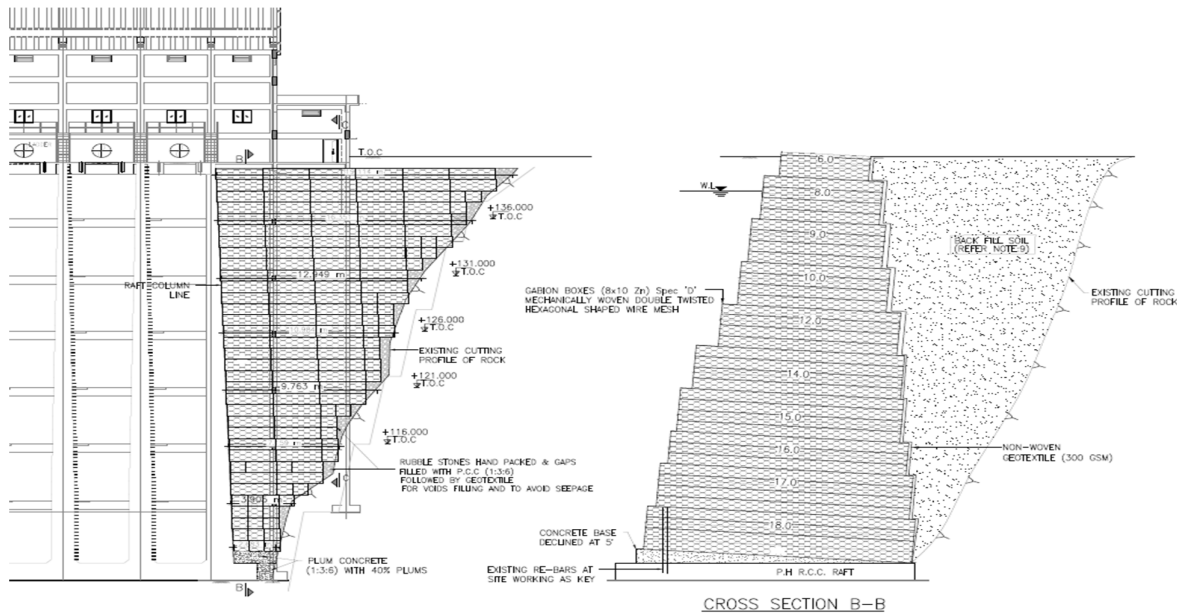 LADDER
C
B
T.O.C
+136.000
T.O.C
+131.000
T.O.C
RAFT COLUMN
LINE
12.949 m
+126.000
T.O.C
EXISTING CUTTING
PROFILE OF ROCK
+121.000
T.O.C
9.763 m
+116.000
T.O.C
RUBBLE STONES HAND PACKED & GAPS
FILLED WITH P.C.C (1:3:6)
FOLLOWED BY GEOTEXTILE
FOR VOIDS FILLING AND TO AVOID SEEPAGE
C
3.905 m
PLUM CONCRETE
(1:3:6) WITH 40% PLUMS
B
6.0
W.L
8.0
9.0
BACK FILL SOIL
(REFER NOTE:9)
10.0
GABION BOXES (8x10 Zn) Spec 'D'
MECHANICALLY WOVEN DOUBLE TWISTED
HEXAGONAL SHAPED WIRE MESH
EXISTING CUTTING
PROFILE OF ROCK
12.0
14.0
15.0
16.0
NON-WOVEN
GEOTEXTILE (300 GSM)
17.0
18.0
CONCRETE BASE
DECLINED AT 5°
EXISTING RE-BARS AT
SITE WORKING AS KEY
P.H R.C.C. RAFT
CROSS SECTION B-B